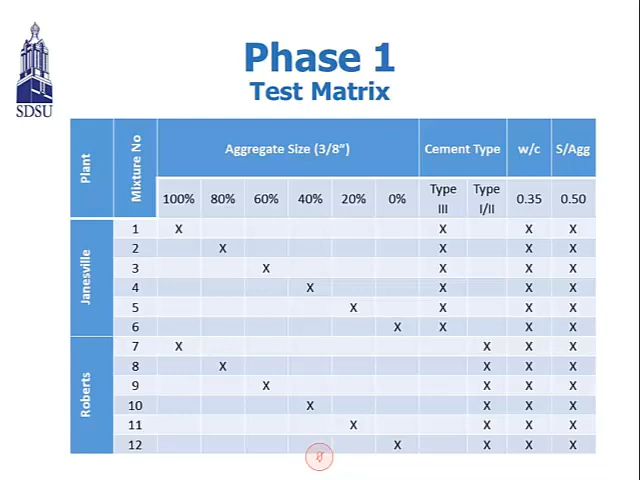 Phase 1
Test Matrix
SDSU
Plant Mixture No Aggregate Size (3/8") Cement Type w/c S/Agg
100% 80% 60% 40% 20% 0% Type III Type I/II 0.35 0.50
Janesville
1 X X X X
2 X X X X
3 X X X X
4 X X X X
5 X X X X
6 X X X X
Roberts
7 X X X X
8 X X X X
9 X X X X
10 X X X X
11 X X X X
12 X X X X